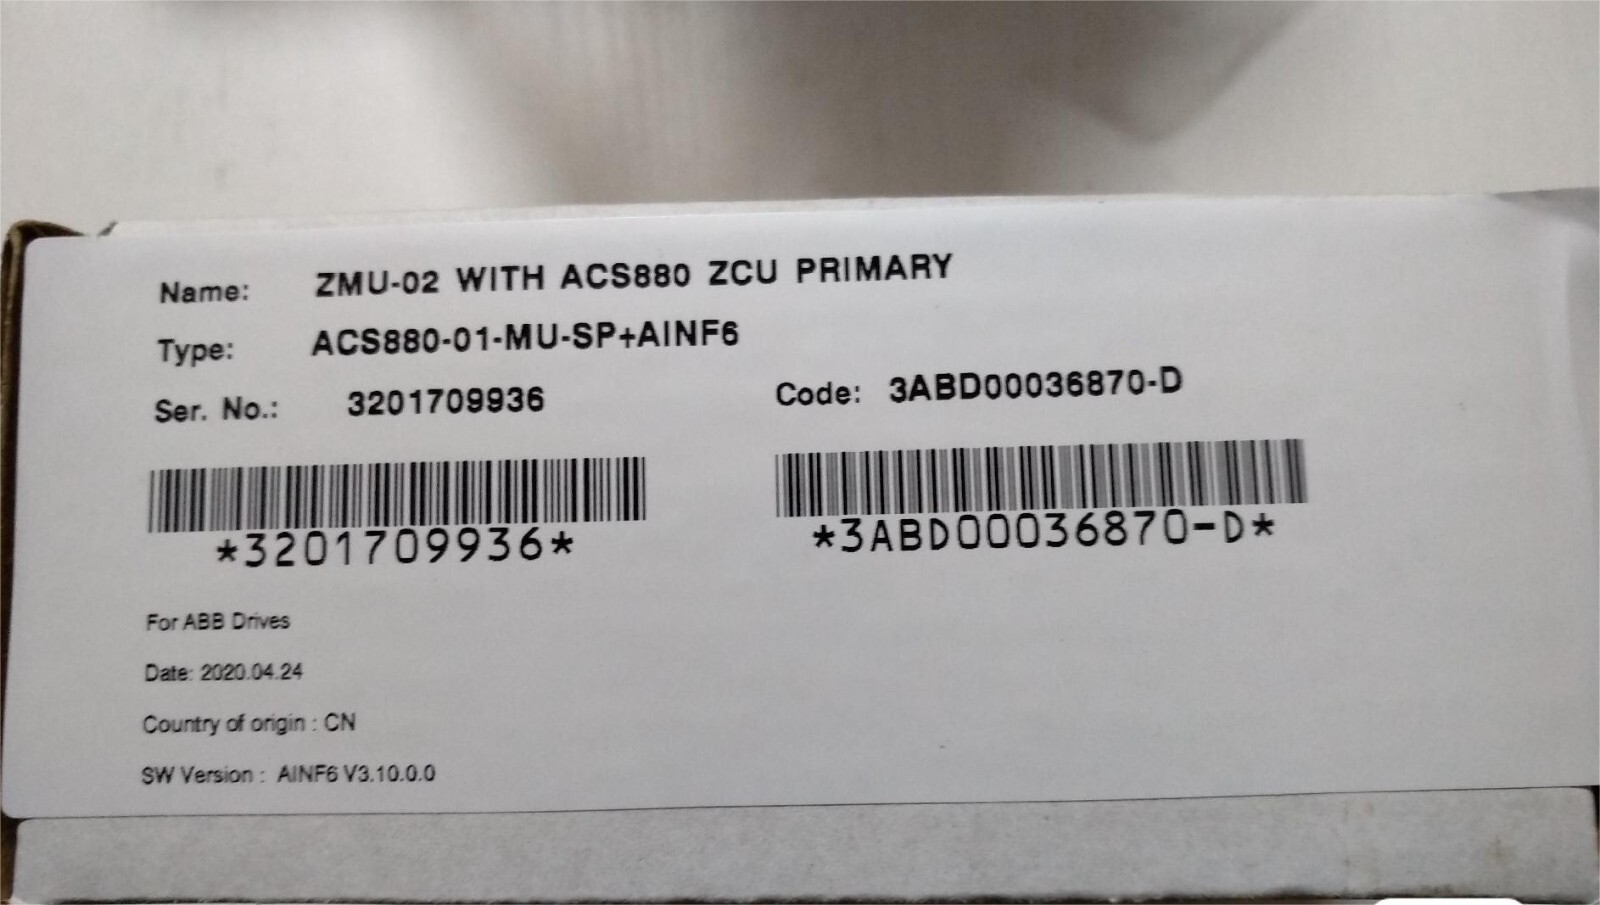 Name: ZMU-02 WITH ACS880 ZCU PRIMARY
Type: ACS880-01-MU-SP+AINF6
Ser. No.: 3201709936 Code: 3ABD00036870-D
*3201709936* *3ABD00036870-D*
For ABB Drives
Date: 2020.04.24
Country of origin : CN
SW Version : AINF6 V3.10.0.0